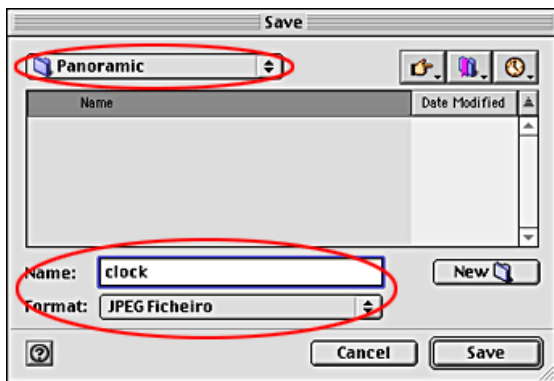 Save
Panoramic
Name Date Modified
Name: clock
New
Format: JPEG Ficheiro
Cancel Save